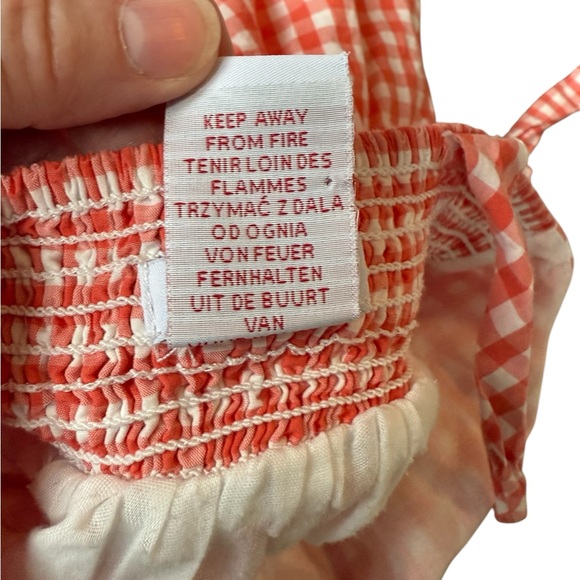 KEEP AWAY
FROM FIRE
TENIR LOIN DES
FLAMMES
TRZYMAĆ Z DALA
OD OGNIA
VON FEUER
FERNHALTEN
UIT DE BUURT
VAN